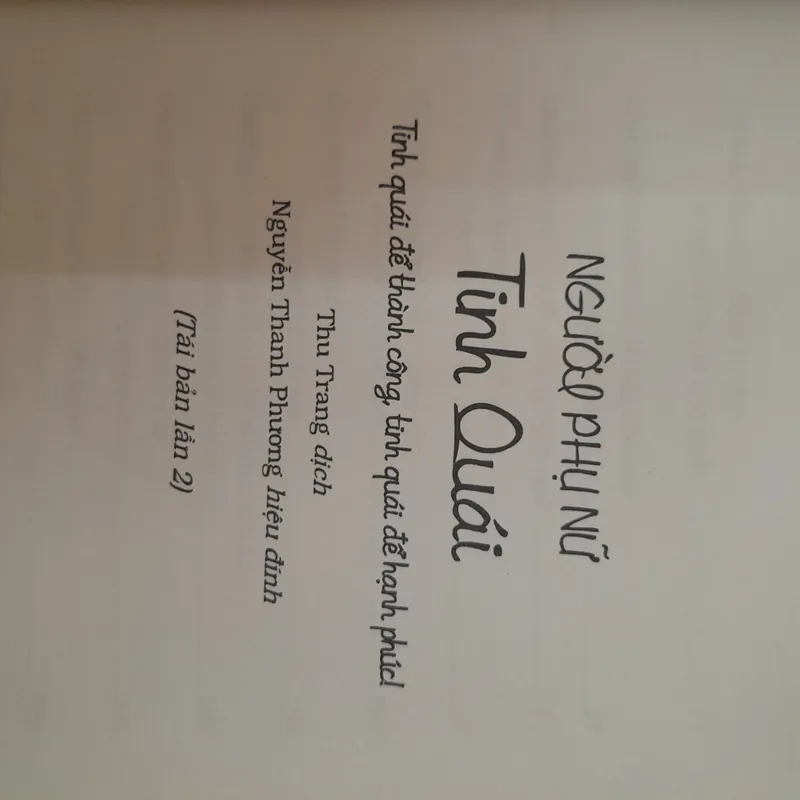 NGƯỜI PHỤ NỮ
Tinh Quái
Tinh quái để thành công, tinh quái để hạnh phúc!
Thu Trang dịch
Nguyễn Thanh Phương hiệu đính
(Tái bản lần 2)